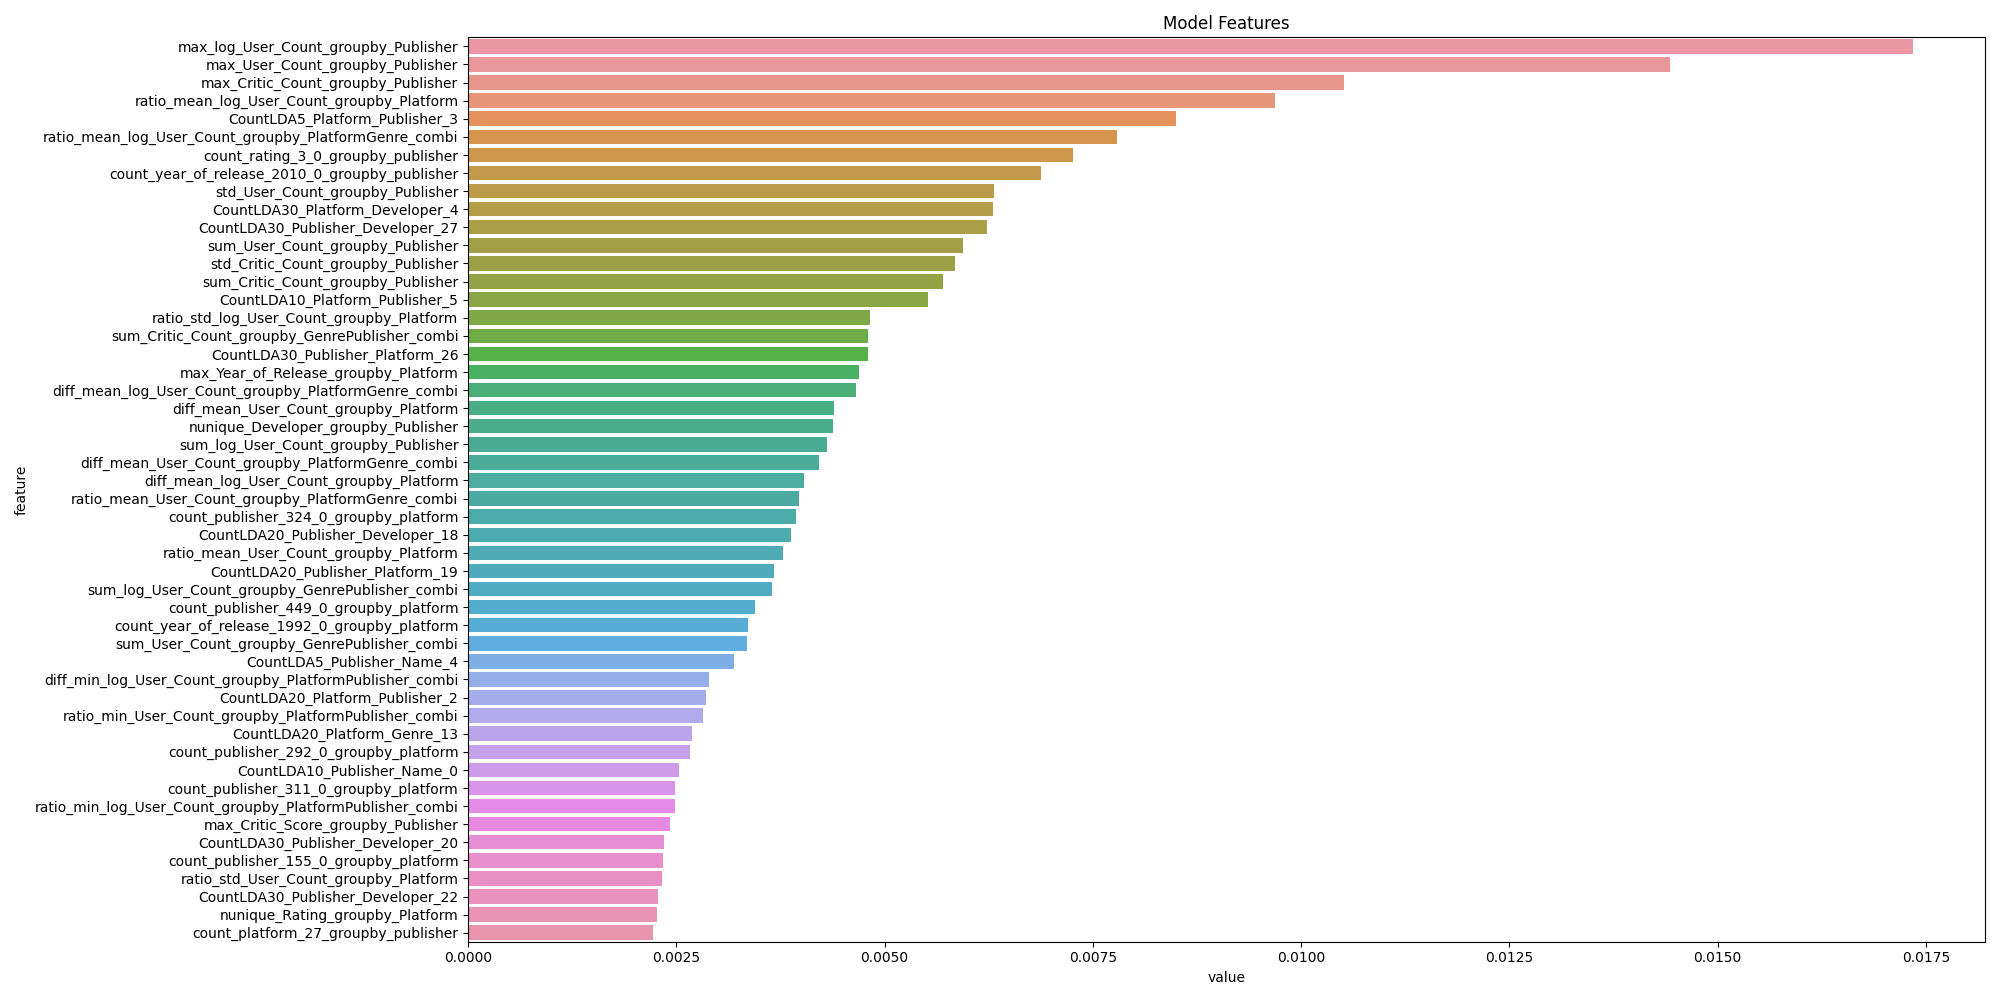 Model Features
max_log_User_Count_groupby_Publisher
max_User_Count_groupby_Publisher
max_Critic_Count_groupby_Publisher
ratio_mean_log_User_Count_groupby_Platform
CountLDA5_Platform_Publisher_3
ratio_mean_log_User_Count_groupby_PlatformGenre_combi
count_rating_3_0_groupby_publisher
count_year_of_release_2010_0_groupby_publisher
std_User_Count_groupby_Publisher
CountLDA30_Platform_Developer_4
CountLDA30_Publisher_Developer_27
sum_User_Count_groupby_Publisher
std_Critic_Count_groupby_Publisher
sum_Critic_Count_groupby_Publisher
CountLDA10_Platform_Publisher_5
ratio_std_log_User_Count_groupby_Platform
sum_Critic_Count_groupby_GenrePublisher_combi
CountLDA30_Publisher_Platform_26
max_Year_of_Release_groupby_Platform
diff_mean_log_User_Count_groupby_PlatformGenre_combi
diff_mean_User_Count_groupby_Platform
nunique_Developer_groupby_Publisher
sum_log_User_Count_groupby_Publisher
diff_mean_User_Count_groupby_PlatformGenre_combi
diff_mean_log_User_Count_groupby_Platform
ratio_mean_User_Count_groupby_PlatformGenre_combi
count_publisher_324_0_groupby_platform
CountLDA20_Publisher_Developer_18
ratio_mean_User_Count_groupby_Platform
CountLDA20_Publisher_Platform_19
sum_log_User_Count_groupby_GenrePublisher_combi
count_publisher_449_0_groupby_platform
count_year_of_release_1992_0_groupby_platform
sum_User_Count_groupby_GenrePublisher_combi
CountLDA5_Publisher_Name_4
diff_min_log_User_Count_groupby_PlatformPublisher_combi
CountLDA20_Platform_Publisher_2
ratio_min_User_Count_groupby_PlatformPublisher_combi
CountLDA20_Platform_Genre_13
count_publisher_292_0_groupby_platform
CountLDA10_Publisher_Name_0
count_publisher_311_0_groupby_platform
ratio_min_log_User_Count_groupby_PlatformPublisher_combi
max_Critic_Score_groupby_Publisher
CountLDA30_Publisher_Developer_20
count_publisher_155_0_groupby_platform
ratio_std_User_Count_groupby_Platform
CountLDA30_Publisher_Developer_22
nunique_Rating_groupby_Platform
count_platform_27_groupby_publisher
feature
0.0000 0.0025 0.0050 0.0075 0.0100 0.0125 0.0150 0.0175
value